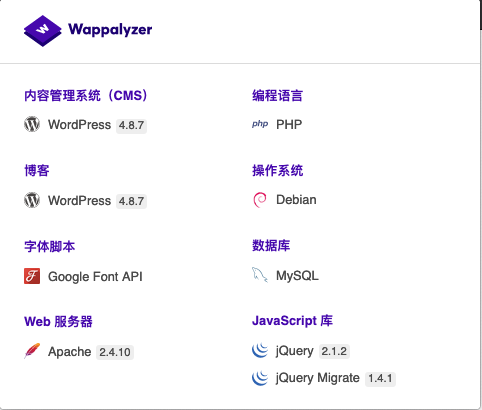 Wappalyzer
内容管理系统（CMS）
WordPress 4.8.7
博客
WordPress 4.8.7
字体脚本
Google Font API
Web 服务器
Apache 2.4.10
编程语言
php PHP
操作系统
Debian
数据库
MySQL
JavaScript 库
jQuery 2.1.2
jQuery Migrate 1.4.1